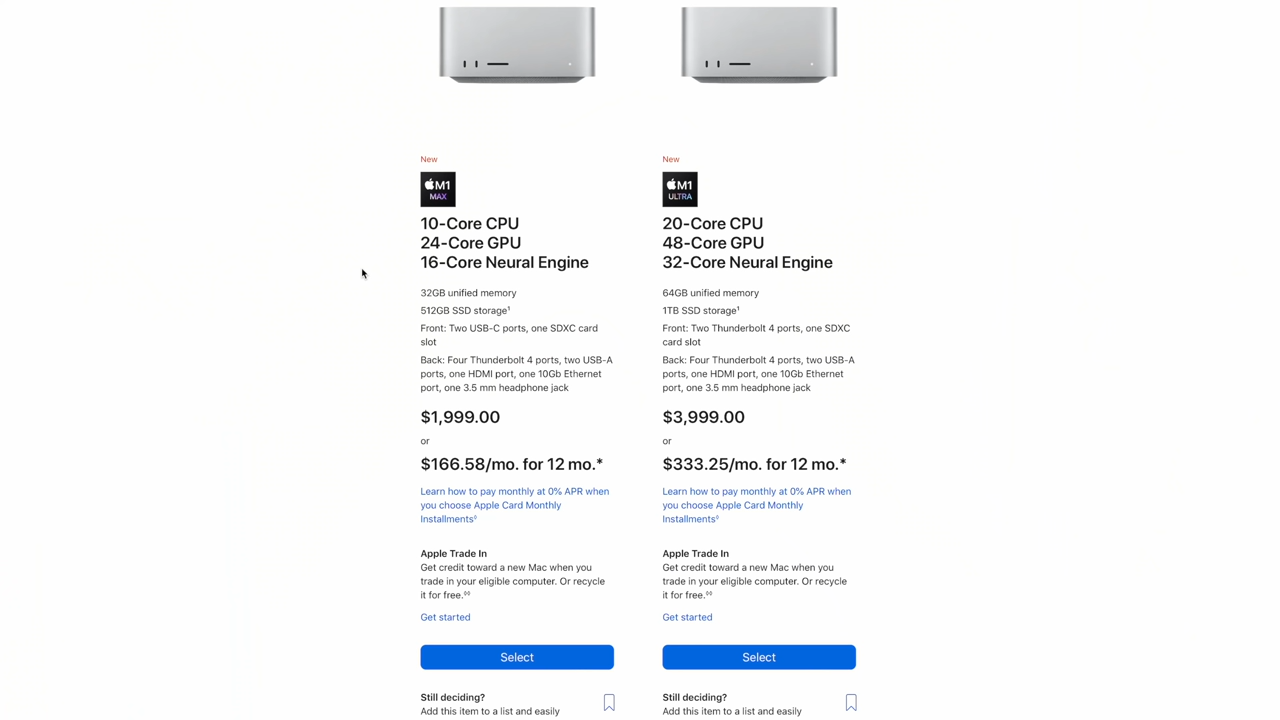 New
M1
MAX
10-Core CPU
24-Core GPU
16-Core Neural Engine
32GB unified memory
512GB SSD storage¹
Front: Two USB-C ports, one SDXC card
slot
Back: Four Thunderbolt 4 ports, two USB-A
ports, one HDMI port, one 10Gb Ethernet
port, one 3.5 mm headphone jack
$1,999.00
or
$166.58/mo. for 12 mo.*
Learn how to pay monthly at 0% APR when
you choose Apple Card Monthly
Installments◊
Apple Trade In
Get credit toward a new Mac when you
trade in your eligible computer. Or recycle
it for free.◊◊
Get started
Select
Still deciding?
Add this item to a list and easily
New
M1
ULTRA
20-Core CPU
48-Core GPU
32-Core Neural Engine
64GB unified memory
1TB SSD storage¹
Front: Two Thunderbolt 4 ports, one SDXC
card slot
Back: Four Thunderbolt 4 ports, two USB-A
ports, one HDMI port, one 10Gb Ethernet
port, one 3.5 mm headphone jack
$3,999.00
or
$333.25/mo. for 12 mo.*
Learn how to pay monthly at 0% APR when
you choose Apple Card Monthly
Installments◊
Apple Trade In
Get credit toward a new Mac when you
trade in your eligible computer. Or recycle
it for free.◊◊
Get started
Select
Still deciding?
Add this item to a list and easily